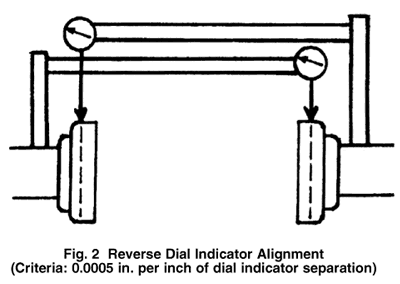 Fig. 2 Reverse Dial Indicator Alignment
(Criteria: 0.0005 in. per inch of dial indicator separation)